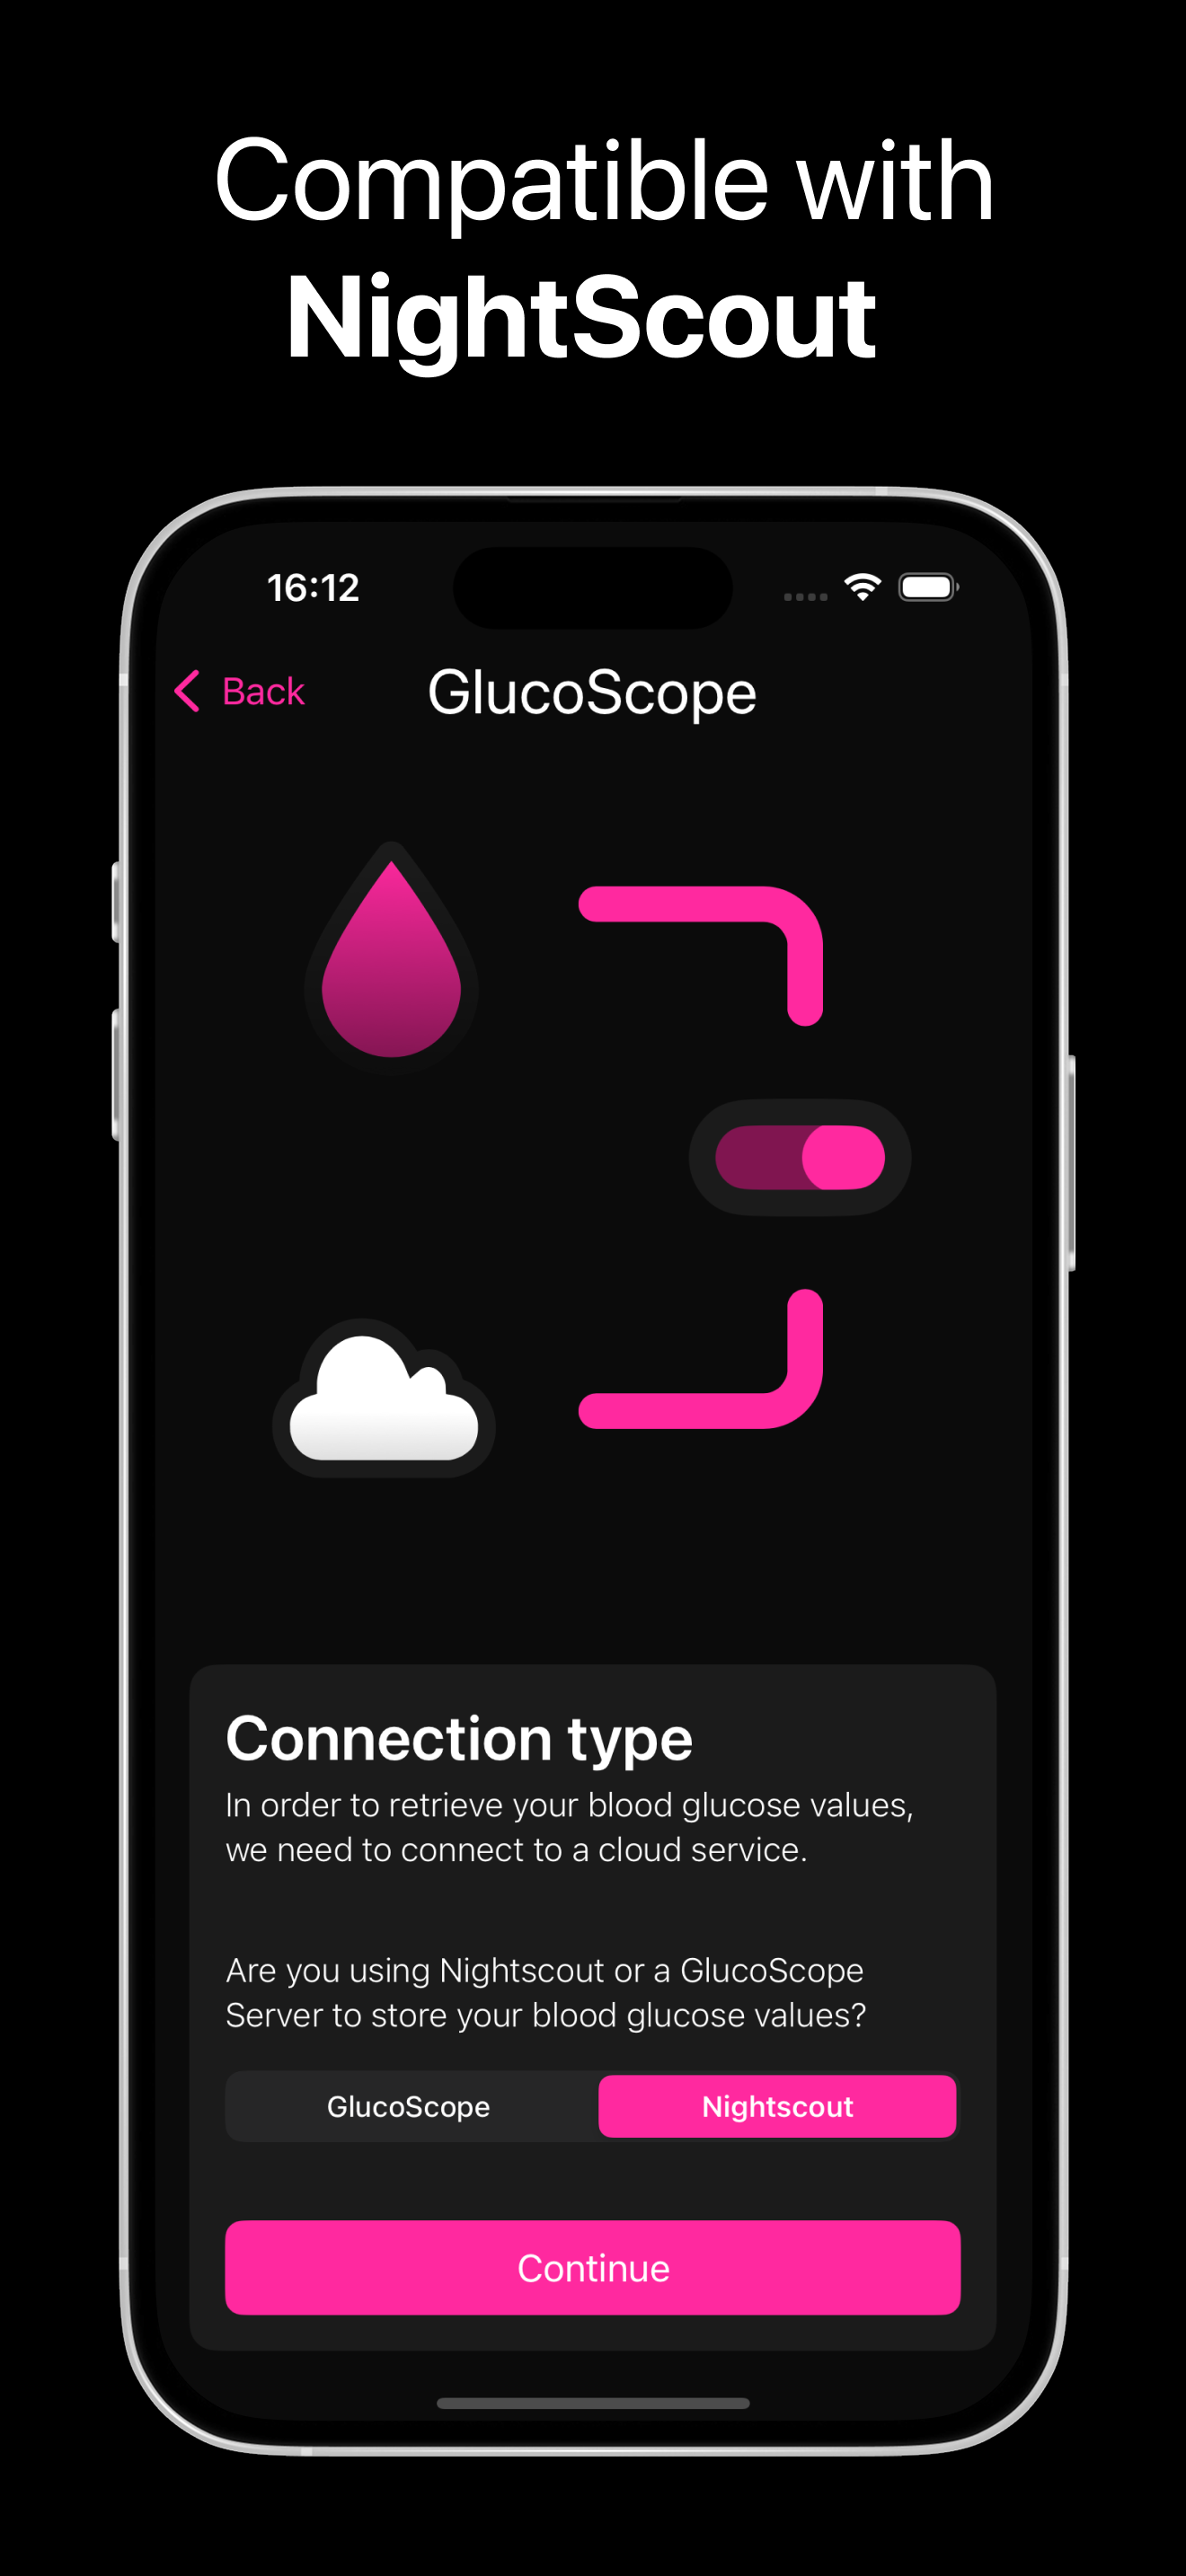 Compatible with
NightScout
16:12
Back
GlucoScope
Connection type
In order to retrieve your blood glucose values,
we need to connect to a cloud service.
Are you using Nightscout or a GlucoScope
Server to store your blood glucose values?
GlucoScope
Nightscout
Continue